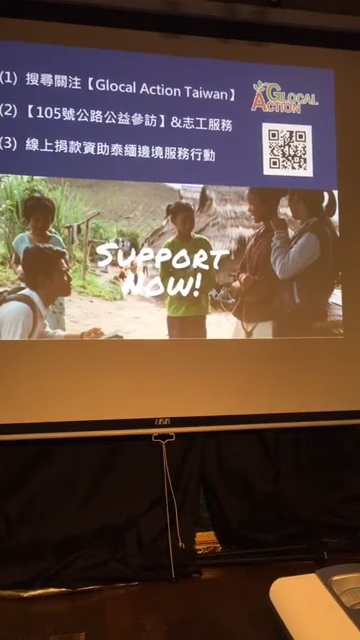 (1) 搜尋關注【Glocal Action Taiwan】
(2) 【105號公路公益參訪】&志工服務
(3) 線上捐款資助泰緬邊境服務行動
GLOCAL
ACTION
SUPPORT
NOW!